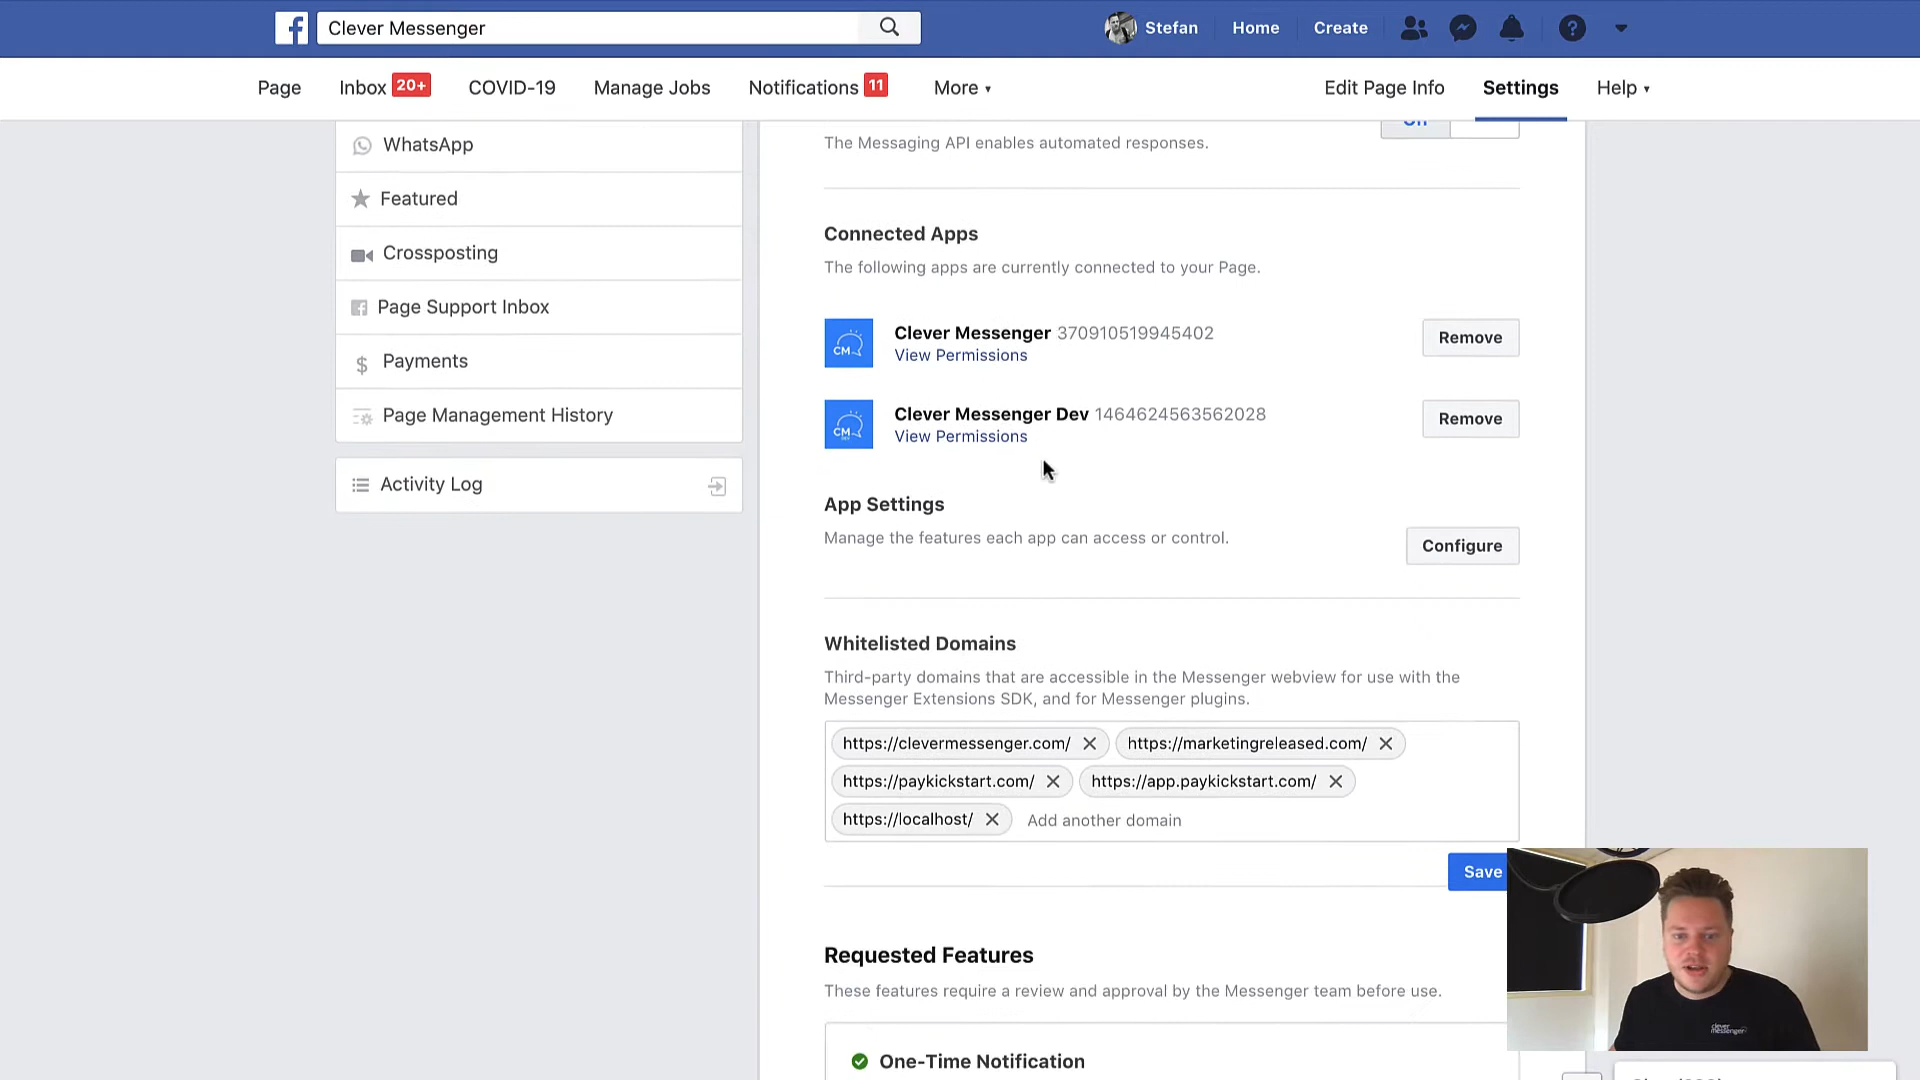 Clever Messenger
Stefan
Home
Create
Page
Inbox 20+
COVID-19
Manage Jobs
Notifications 11
More
Edit Page Info
Settings
Help
WhatsApp
Featured
Crossposting
Page Support Inbox
Payments
Page Management History
Activity Log
The Messaging API enables automated responses.
Connected Apps
The following apps are currently connected to your Page.
CM
Clever Messenger 370910519945402
View Permissions
Remove
CM
DEV
Clever Messenger Dev 1464624563562028
View Permissions
Remove
App Settings
Manage the features each app can access or control.
Configure
Whitelisted Domains
Third-party domains that are accessible in the Messenger webview for use with the
Messenger Extensions SDK, and for Messenger plugins.
https://clevermessenger.com/ https://marketingreleased.com/
https://paykickstart.com/ https://app.paykickstart.com/
https://localhost/ Add another domain
Save
Requested Features
These features require a review and approval by the Messenger team before use.
One-Time Notification
clever
messenger